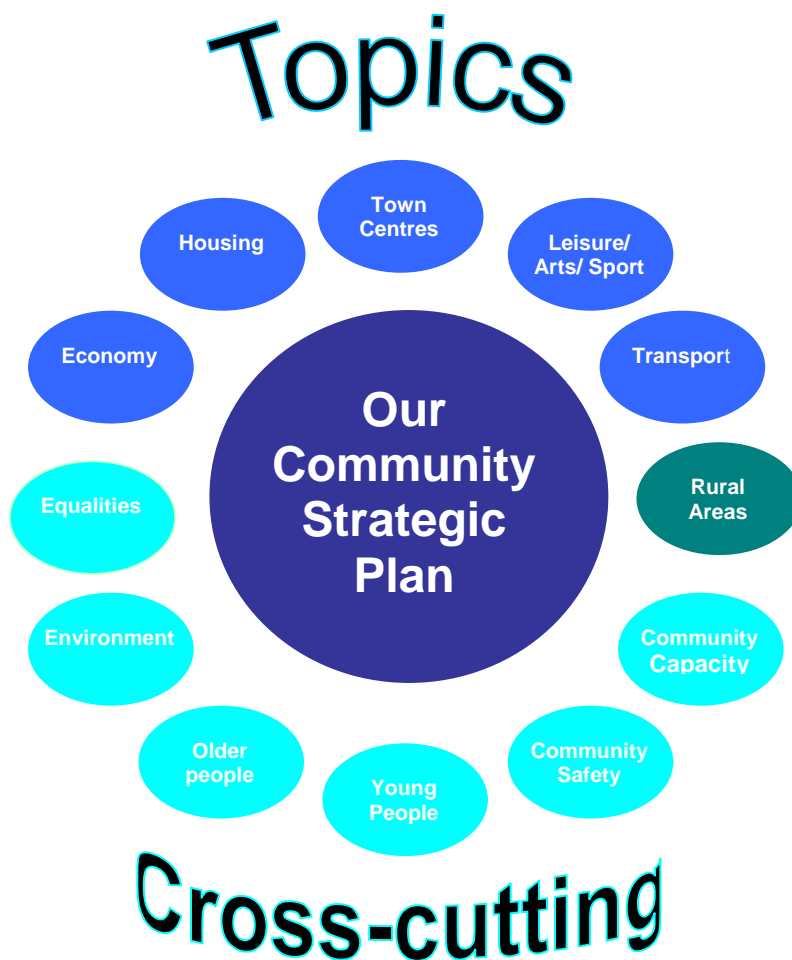 Topics
Town
Centres
Housing
Leisure/
Arts/ Sport
Economy
Transport
Our
Community
Strategic
Plan
Rural
Areas
Equalities
Environment
Community
Capacity
Older
people
Community
Safety
Young
People
Cross-cutting